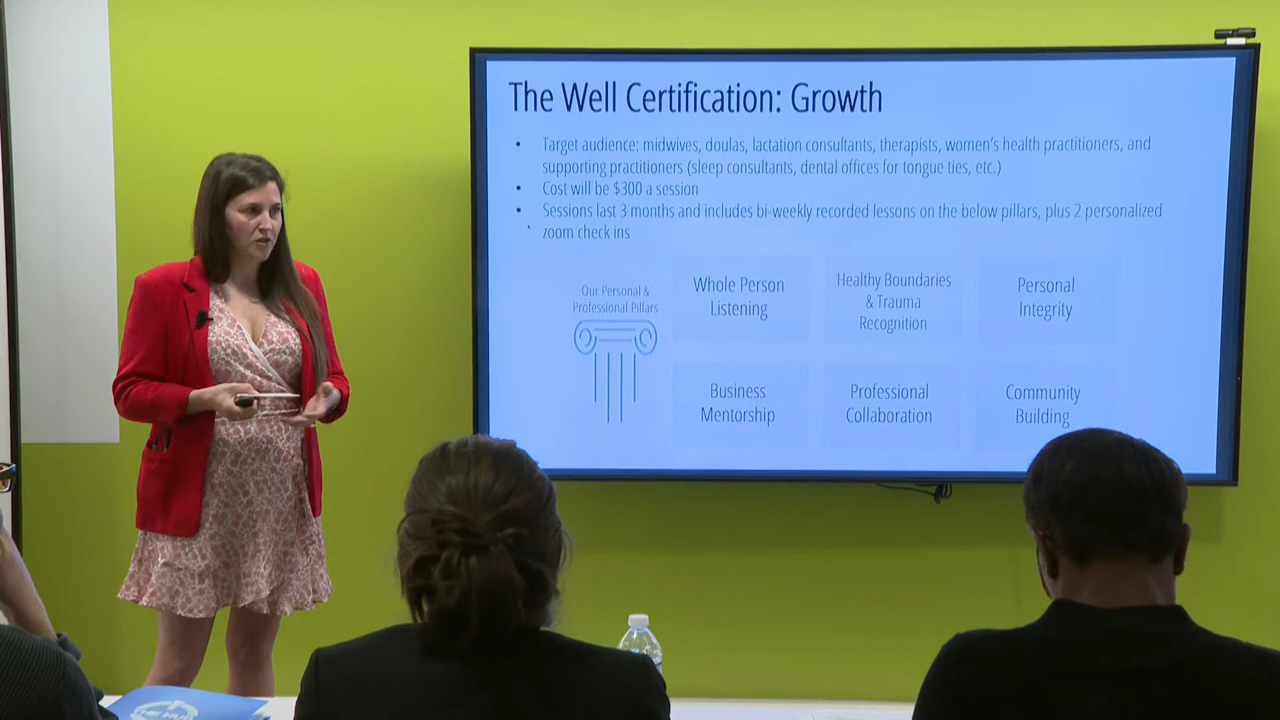 The Well Certification: Growth
• Target audience: midwives, doulas, lactation consultants, therapists, women's health practitioners, and
supporting practitioners (sleep consultants, dental offices for tongue ties, etc.)
• Cost will be $300 a session
• Sessions last 3 months and includes bi-weekly recorded lessons on the below pillars, plus 2 personalized
zoom check ins
Our Personal &
Professional Pillars
Whole Person
Listening
Healthy Boundaries
& Trauma
Recognition
Personal
Integrity
Business
Mentorship
Professional
Collaboration
Community
Building